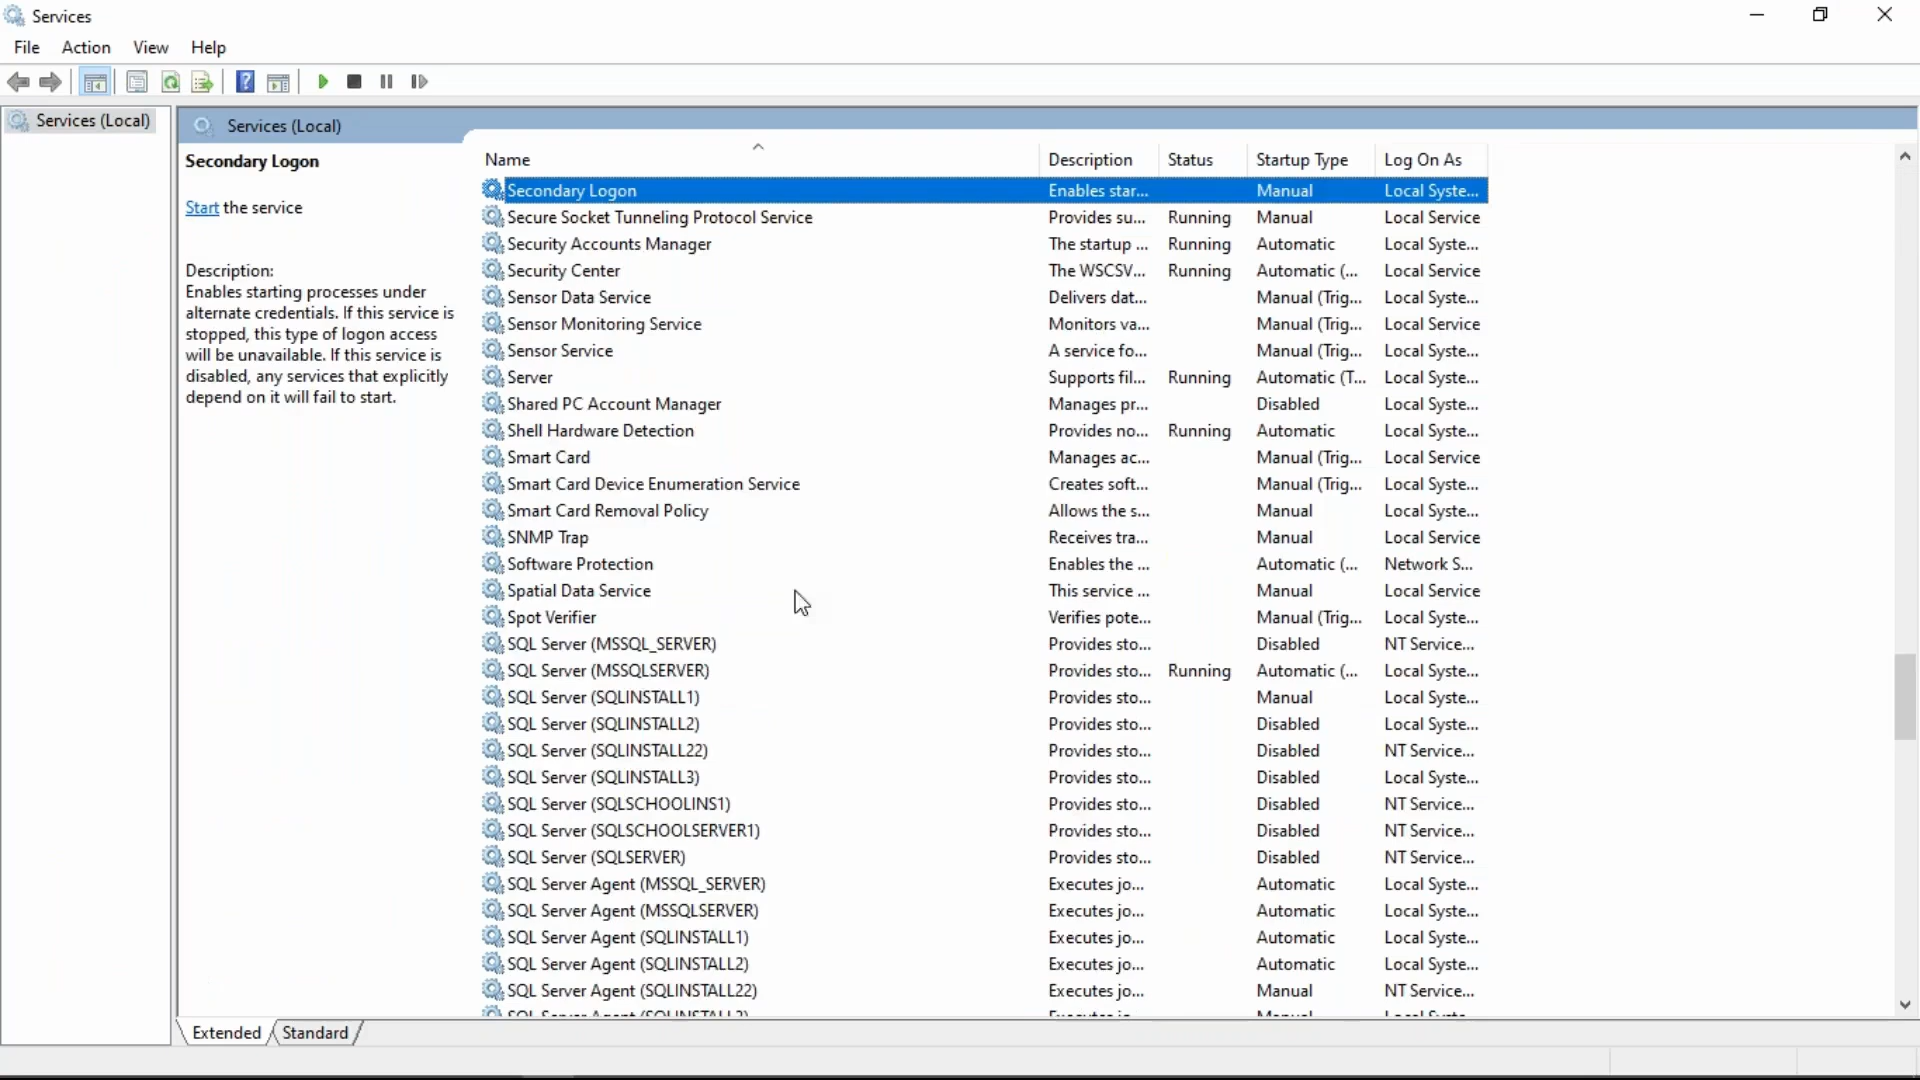 Services
File Action View Help
Services (Local)
Services (Local)
Secondary Logon
Start the service
Description:
Enables starting processes under
alternate credentials. If this service is
stopped, this type of logon access
will be unavailable. If this service is
disabled, any services that explicitly
depend on it will fail to start.
Name Description Status Startup Type Log On As
Secondary Logon Enables star... Manual Local Syste...
Secure Socket Tunneling Protocol Service Provides su... Running Manual Local Service
Security Accounts Manager The startup ... Running Automatic Local Syste...
Security Center The WSCSV... Running Automatic (... Local Service
Sensor Data Service Delivers dat... Manual (Trig... Local Syste...
Sensor Monitoring Service Monitors va... Manual (Trig... Local Service
Sensor Service A service fo... Manual (Trig... Local Syste...
Server Supports fil... Running Automatic (T... Local Syste...
Shared PC Account Manager Manages pr... Disabled Local Syste...
Shell Hardware Detection Provides no... Running Automatic Local Syste...
Smart Card Manages ac... Manual (Trig... Local Service
Smart Card Device Enumeration Service Creates soft... Manual (Trig... Local Syste...
Smart Card Removal Policy Allows the s... Manual Local Syste...
SNMP Trap Receives tra... Manual Local Service
Software Protection Enables the ... Automatic (... Network S...
Spatial Data Service This service ... Manual Local Service
Spot Verifier Verifies pote... Manual (Trig... Local Syste...
SQL Server (MSSQL_SERVER) Provides sto... Disabled NT Service...
SQL Server (MSSQLSERVER) Provides sto... Running Automatic (... Local Syste...
SQL Server (SQLINSTALL1) Provides sto... Manual Local Syste...
SQL Server (SQLINSTALL2) Provides sto... Disabled Local Syste...
SQL Server (SQLINSTALL22) Provides sto... Disabled NT Service...
SQL Server (SQLINSTALL3) Provides sto... Disabled Local Syste...
SQL Server (SQLSCHOOLINS1) Provides sto... Disabled NT Service...
SQL Server (SQLSCHOOLSERVER1) Provides sto... Disabled NT Service...
SQL Server (SQLSERVER) Provides sto... Disabled NT Service...
SQL Server Agent (MSSQL_SERVER) Executes jo... Automatic Local Syste...
SQL Server Agent (MSSQLSERVER) Executes jo... Automatic Local Syste...
SQL Server Agent (SQLINSTALL1) Executes jo... Automatic Local Syste...
SQL Server Agent (SQLINSTALL2) Executes jo... Automatic Local Syste...
SQL Server Agent (SQLINSTALL22) Executes jo... Manual NT Service...
Extended Standard